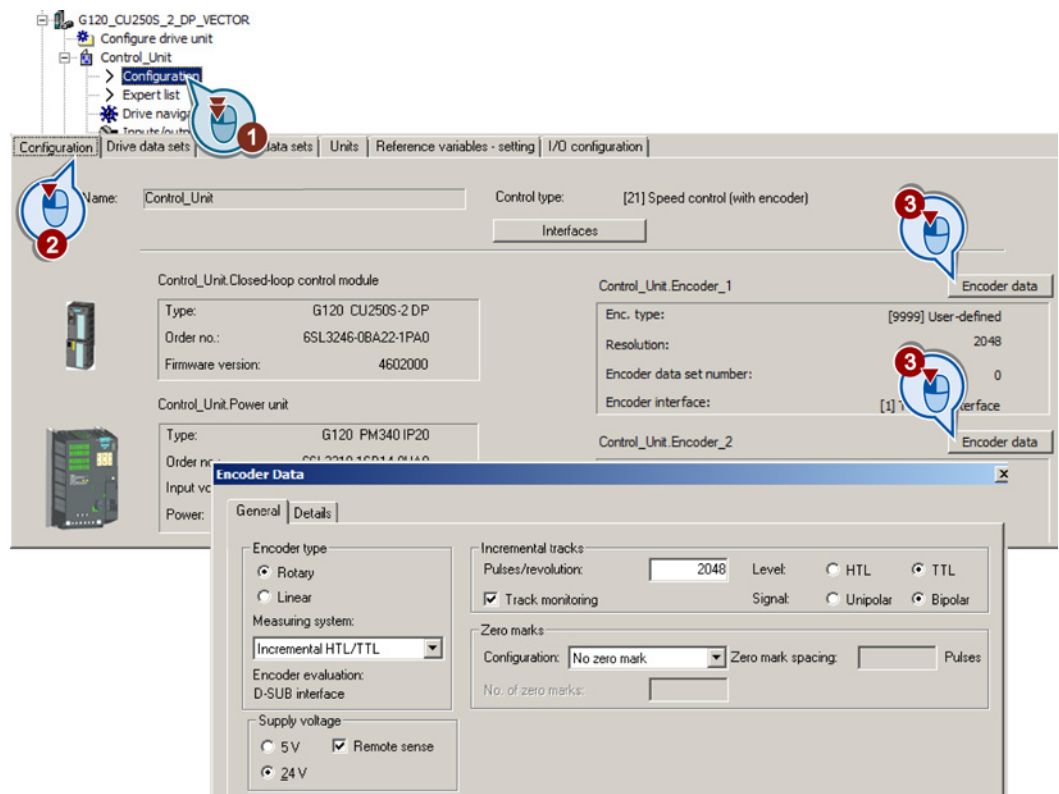 G120_CU250S_2_DP_VECTOR
Configure drive unit
Control_Unit
Configuration
Expert list
Drive
1
Configuration Drive data sets data sets Units Reference variables - setting I/O configuration
Name: Control_Unit Control type: [21] Speed control (with encoder)
2
3
Interfaces
Control_Unit.Closed-loop control module
Type: G120 CU250S-2 DP
Order no.: 6SL3246-0BA22-1PA0
Firmware version: 4602000
Control_Unit.Encoder_1 Encoder data
Enc. type: [9999] User-defined
Resolution: 2048
Encoder data set number: 0
Encoder interface: [1]
3
Control_Unit.Power unit
Type: G120 PM340 IP20
Order
Input
Power:
Control_Unit.Encoder_2 Encoder data
Encoder Data
General Details
Encoder type
Rotary
Linear
Measuring system:
Incremental HTL/TTL
Encoder evaluation:
D-SUB interface
Supply voltage
5 V Remote sense
24 V
Incremental tracks
Pulses/revolution: 2048 Level: HTL TTL
Track monitoring Signal: Unipolar Bipolar
Zero marks
Configuration: No zero mark Zero mark spacing: Pulses
No. of zero marks: